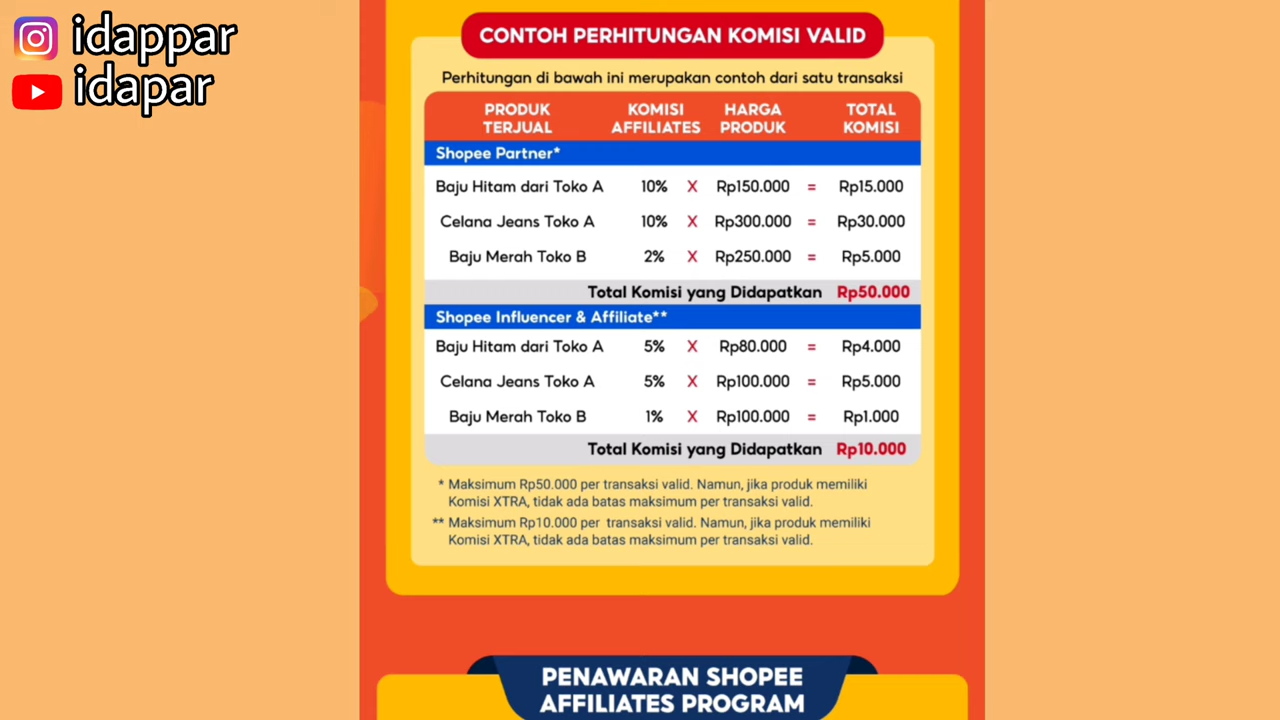 idappar
idapar
CONTOH PERHITUNGAN KOMISI VALID
Perhitungan di bawah ini merupakan contoh dari satu transaksi
PRODUK TERJUAL KOMISI AFFILIATES HARGA PRODUK TOTAL KOMISI
Shopee Partner*
Baju Hitam dari Toko A 10% X Rp150.000 = Rp15.000
Celana Jeans Toko A 10% X Rp300.000 = Rp30.000
Baju Merah Toko B 2% X Rp250.000 = Rp5.000
Total Komisi yang Didapatkan Rp50.000
Shopee Influencer & Affiliate**
Baju Hitam dari Toko A 5% X Rp80.000 = Rp4.000
Celana Jeans Toko A 5% X Rp100.000 = Rp5.000
Baju Merah Toko B 1% X Rp100.000 = Rp1.000
Total Komisi yang Didapatkan Rp10.000
* Maksimum Rp50.000 per transaksi valid. Namun, jika produk memiliki
Komisi XTRA, tidak ada batas maksimum per transaksi valid.
** Maksimum Rp10.000 per transaksi valid. Namun, jika produk memiliki
Komisi XTRA, tidak ada batas maksimum per transaksi valid.
PENAWARAN SHOPEE
AFFILIATES PROGRAM